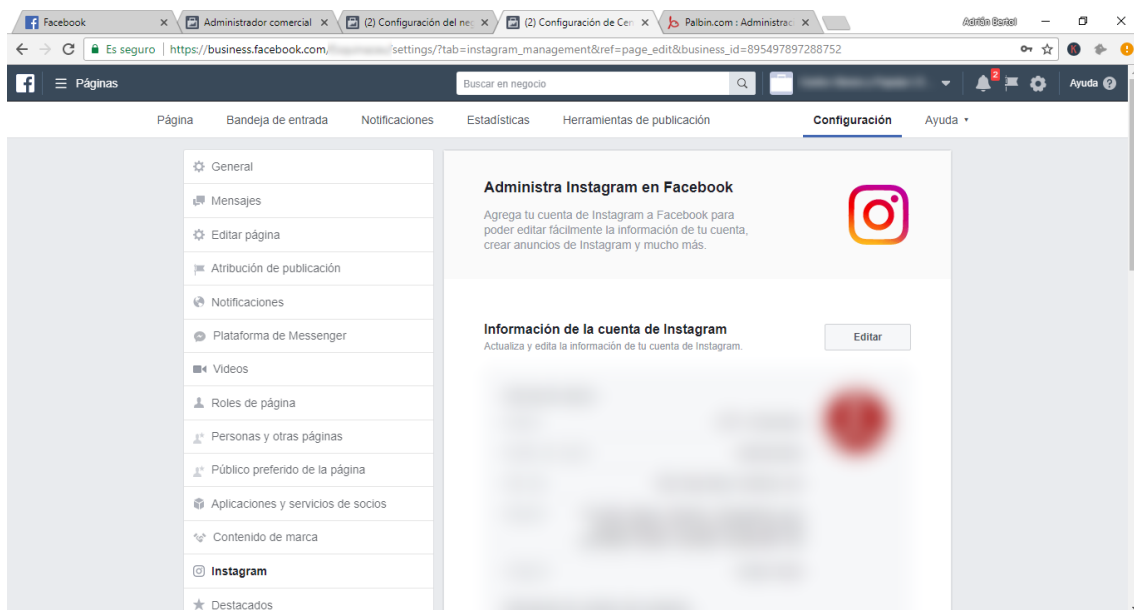 Facebook
Administrador comercial
(2) Configuración del neg
(2) Configuración de Cen
Palbin.com : Administrac
Adrián Bertol
Es seguro | https://business.facebook.com/ /settings/?tab=instagram_management&ref=page_edit&business_id=895497897288752
Páginas
Buscar en negocio
2
Ayuda
Página Bandeja de entrada Notificaciones Estadísticas Herramientas de publicación Configuración Ayuda
General
Mensajes
Editar página
Atribución de publicación
Notificaciones
Plataforma de Messenger
Videos
Roles de página
Personas y otras páginas
Público preferido de la página
Aplicaciones y servicios de socios
Contenido de marca
Instagram
Destacados
Administra Instagram en Facebook
Agrega tu cuenta de Instagram a Facebook para
poder editar fácilmente la información de tu cuenta,
crear anuncios de Instagram y mucho más.
Información de la cuenta de Instagram
Actualiza y edita la información de tu cuenta de Instagram.
Editar